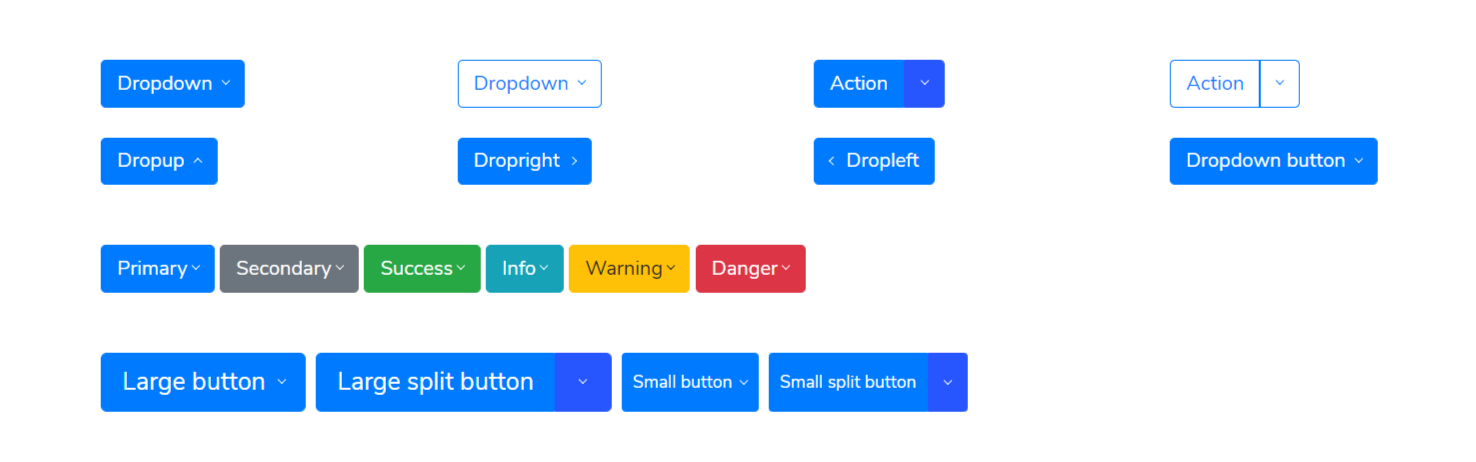 Dropdown Dropdown Action Action
Dropup Dropright Dropleft Dropdown button
Primary Secondary Success Info Warning Danger
Large button Large split button Small button Small split button